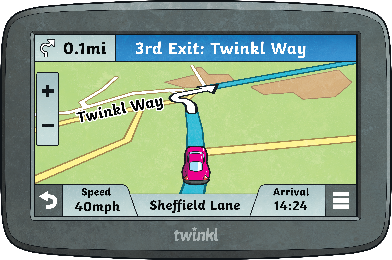 0.1mi
3rd Exit: Twinkl Way
+
Twinkl Way
−
Speed
40mph
Sheffield Lane
Arrival
14:24
twinkl